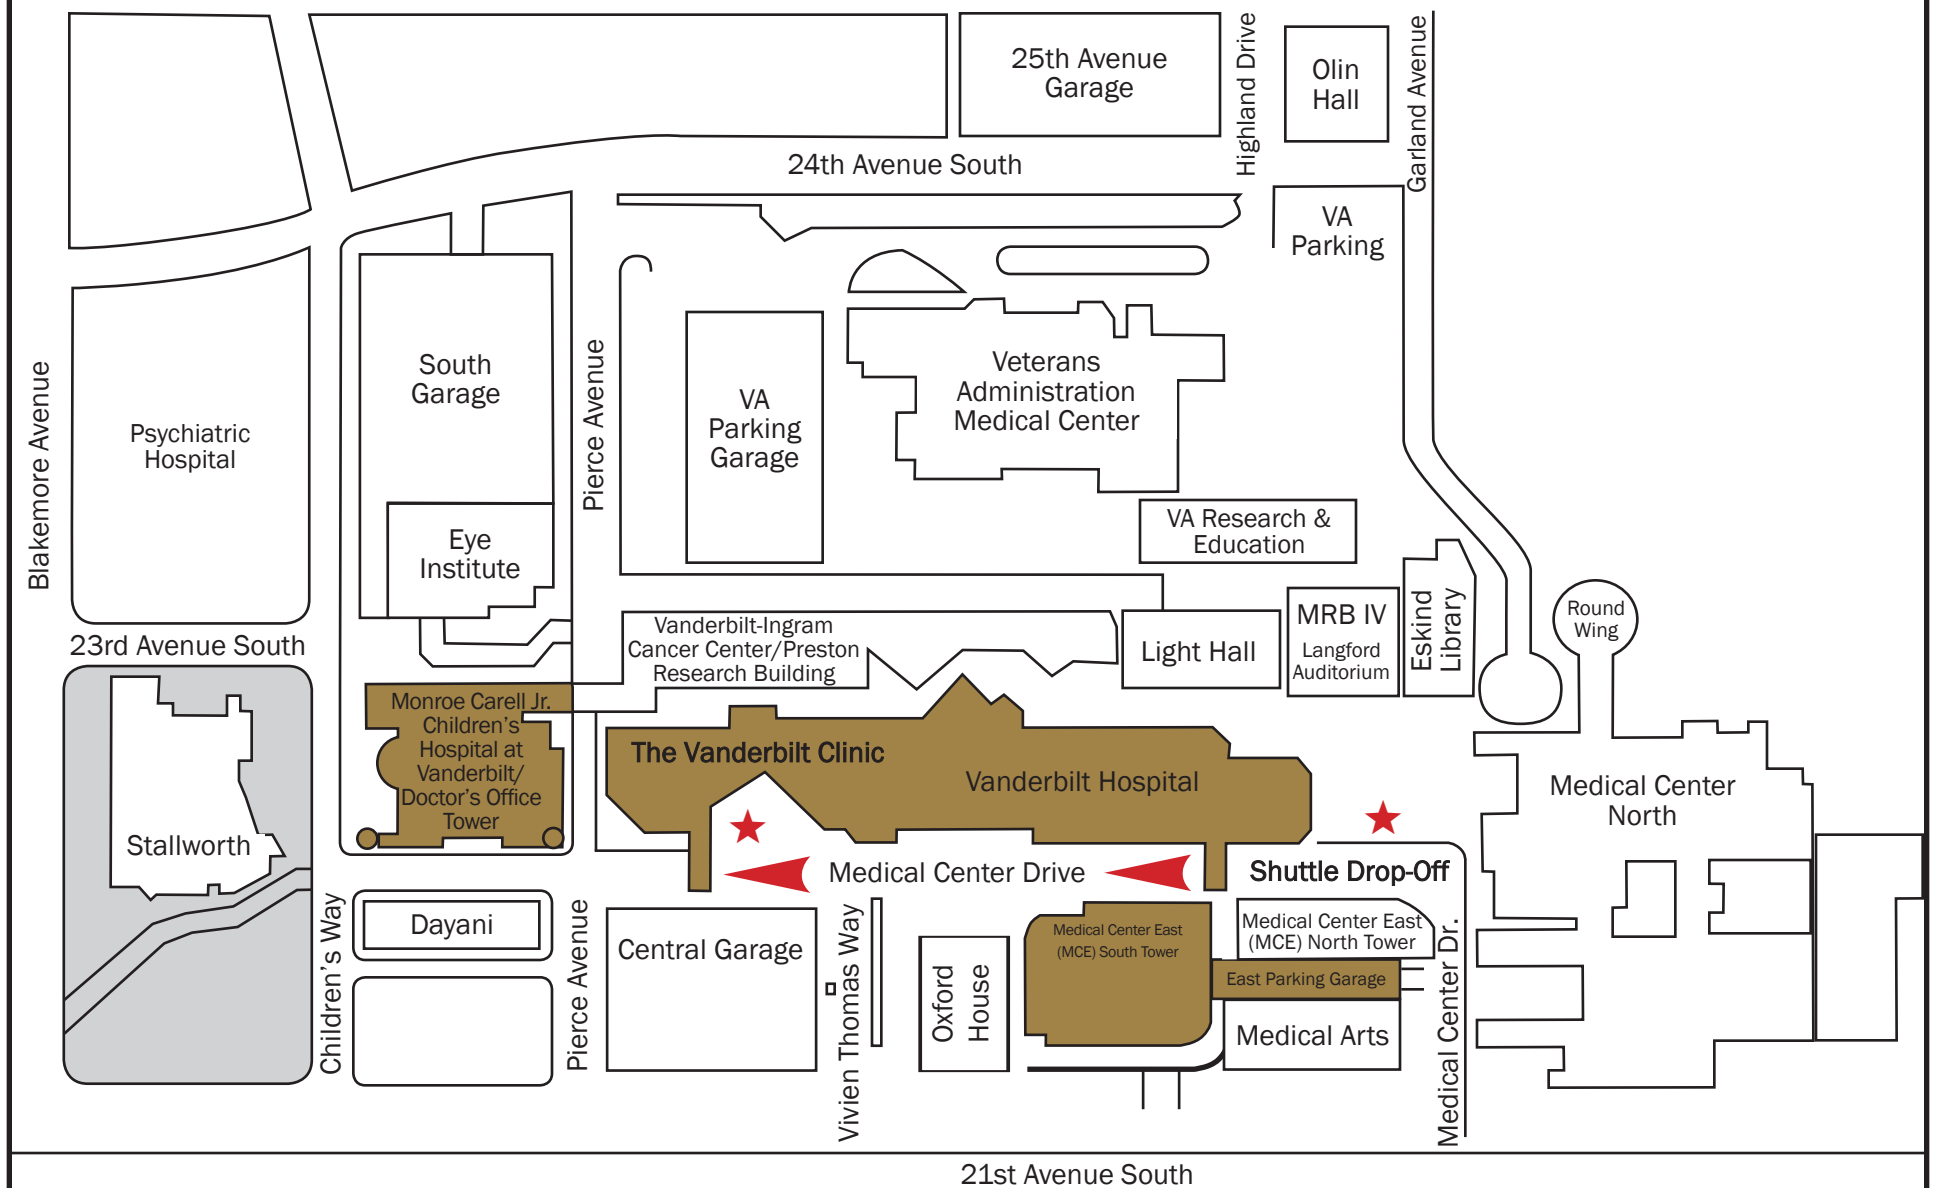 25th Avenue
Garage
Highland Drive
Olin
Hall
Garland Avenue
24th Avenue South
VA
Parking
Blakemore Avenue
Psychiatric
Hospital
South
Garage
Pierce Avenue
VA
Parking
Garage
Veterans
Administration
Medical Center
VA Research &
Education
Eye
Institute
23rd Avenue South
Vanderbilt-Ingram
Cancer Center/Preston
Research Building
Light Hall
MRB IV
Langford
Auditorium
Eskind
Library
Round
Wing
Monroe Carell Jr.
Children's
Hospital at
Vanderbilt/
Doctor's Office
Tower
The Vanderbilt Clinic
Vanderbilt Hospital
Medical Center
North
Stallworth
Medical Center Drive
Shuttle Drop-Off
Children's Way
Dayani
Pierce Avenue
Central Garage
Vivien Thomas Way
Oxford
House
Medical Center East
(MCE) South Tower
Medical Center East
(MCE) North Tower
East Parking Garage
Medical Arts
Medical Center Dr.
21st Avenue South